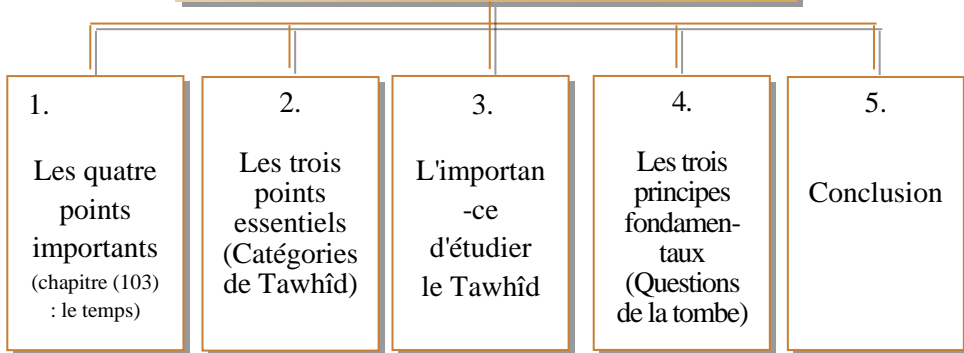 1.
Les quatre
points
importants
(chapitre (103)
: le temps)
2.
Les trois
points
essentiels
(Catégories
de Tawhîd)
3.
L'importan
-ce
d'étudier
le Tawhîd
4.
Les trois
principes
fondamen-
taux
(Questions
de la tombe)
5.
Conclusion